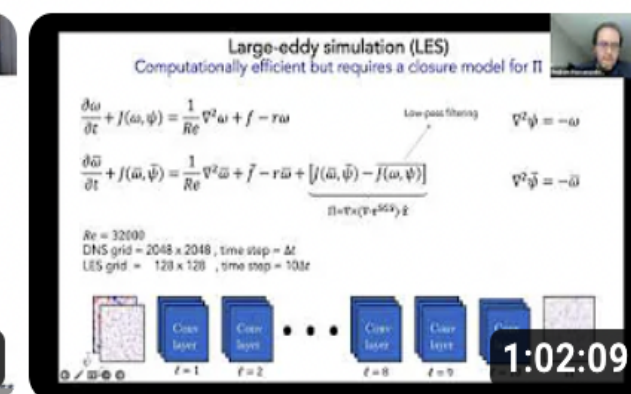 Large-eddy simulation (LES)
Computationally efficient but requires a closure model for Π
∂ω/∂t + J(ω,ψ) = 1/Re ∇²ω + f − rω
Low-pass filtering
∇²ψ = −ω
∂ω̅/∂t + J(ω̅,ψ̅) = 1/Re ∇²ω̅ + f̅ − rω̅ + [J(ω̅,ψ̅) − J(ω,ψ)̅]
∇²ψ̅ = −ω̅
Re = 32000
DNS grid = 2048 x 2048 , time step = Δt
LES grid = 128 x 128 , time step = 10Δt
Conv layer
Conv layer
• • •
Conv layer
Conv layer
Conv
ℓ = 1
ℓ = 2
ℓ = 8
ℓ = 9
1:02:09